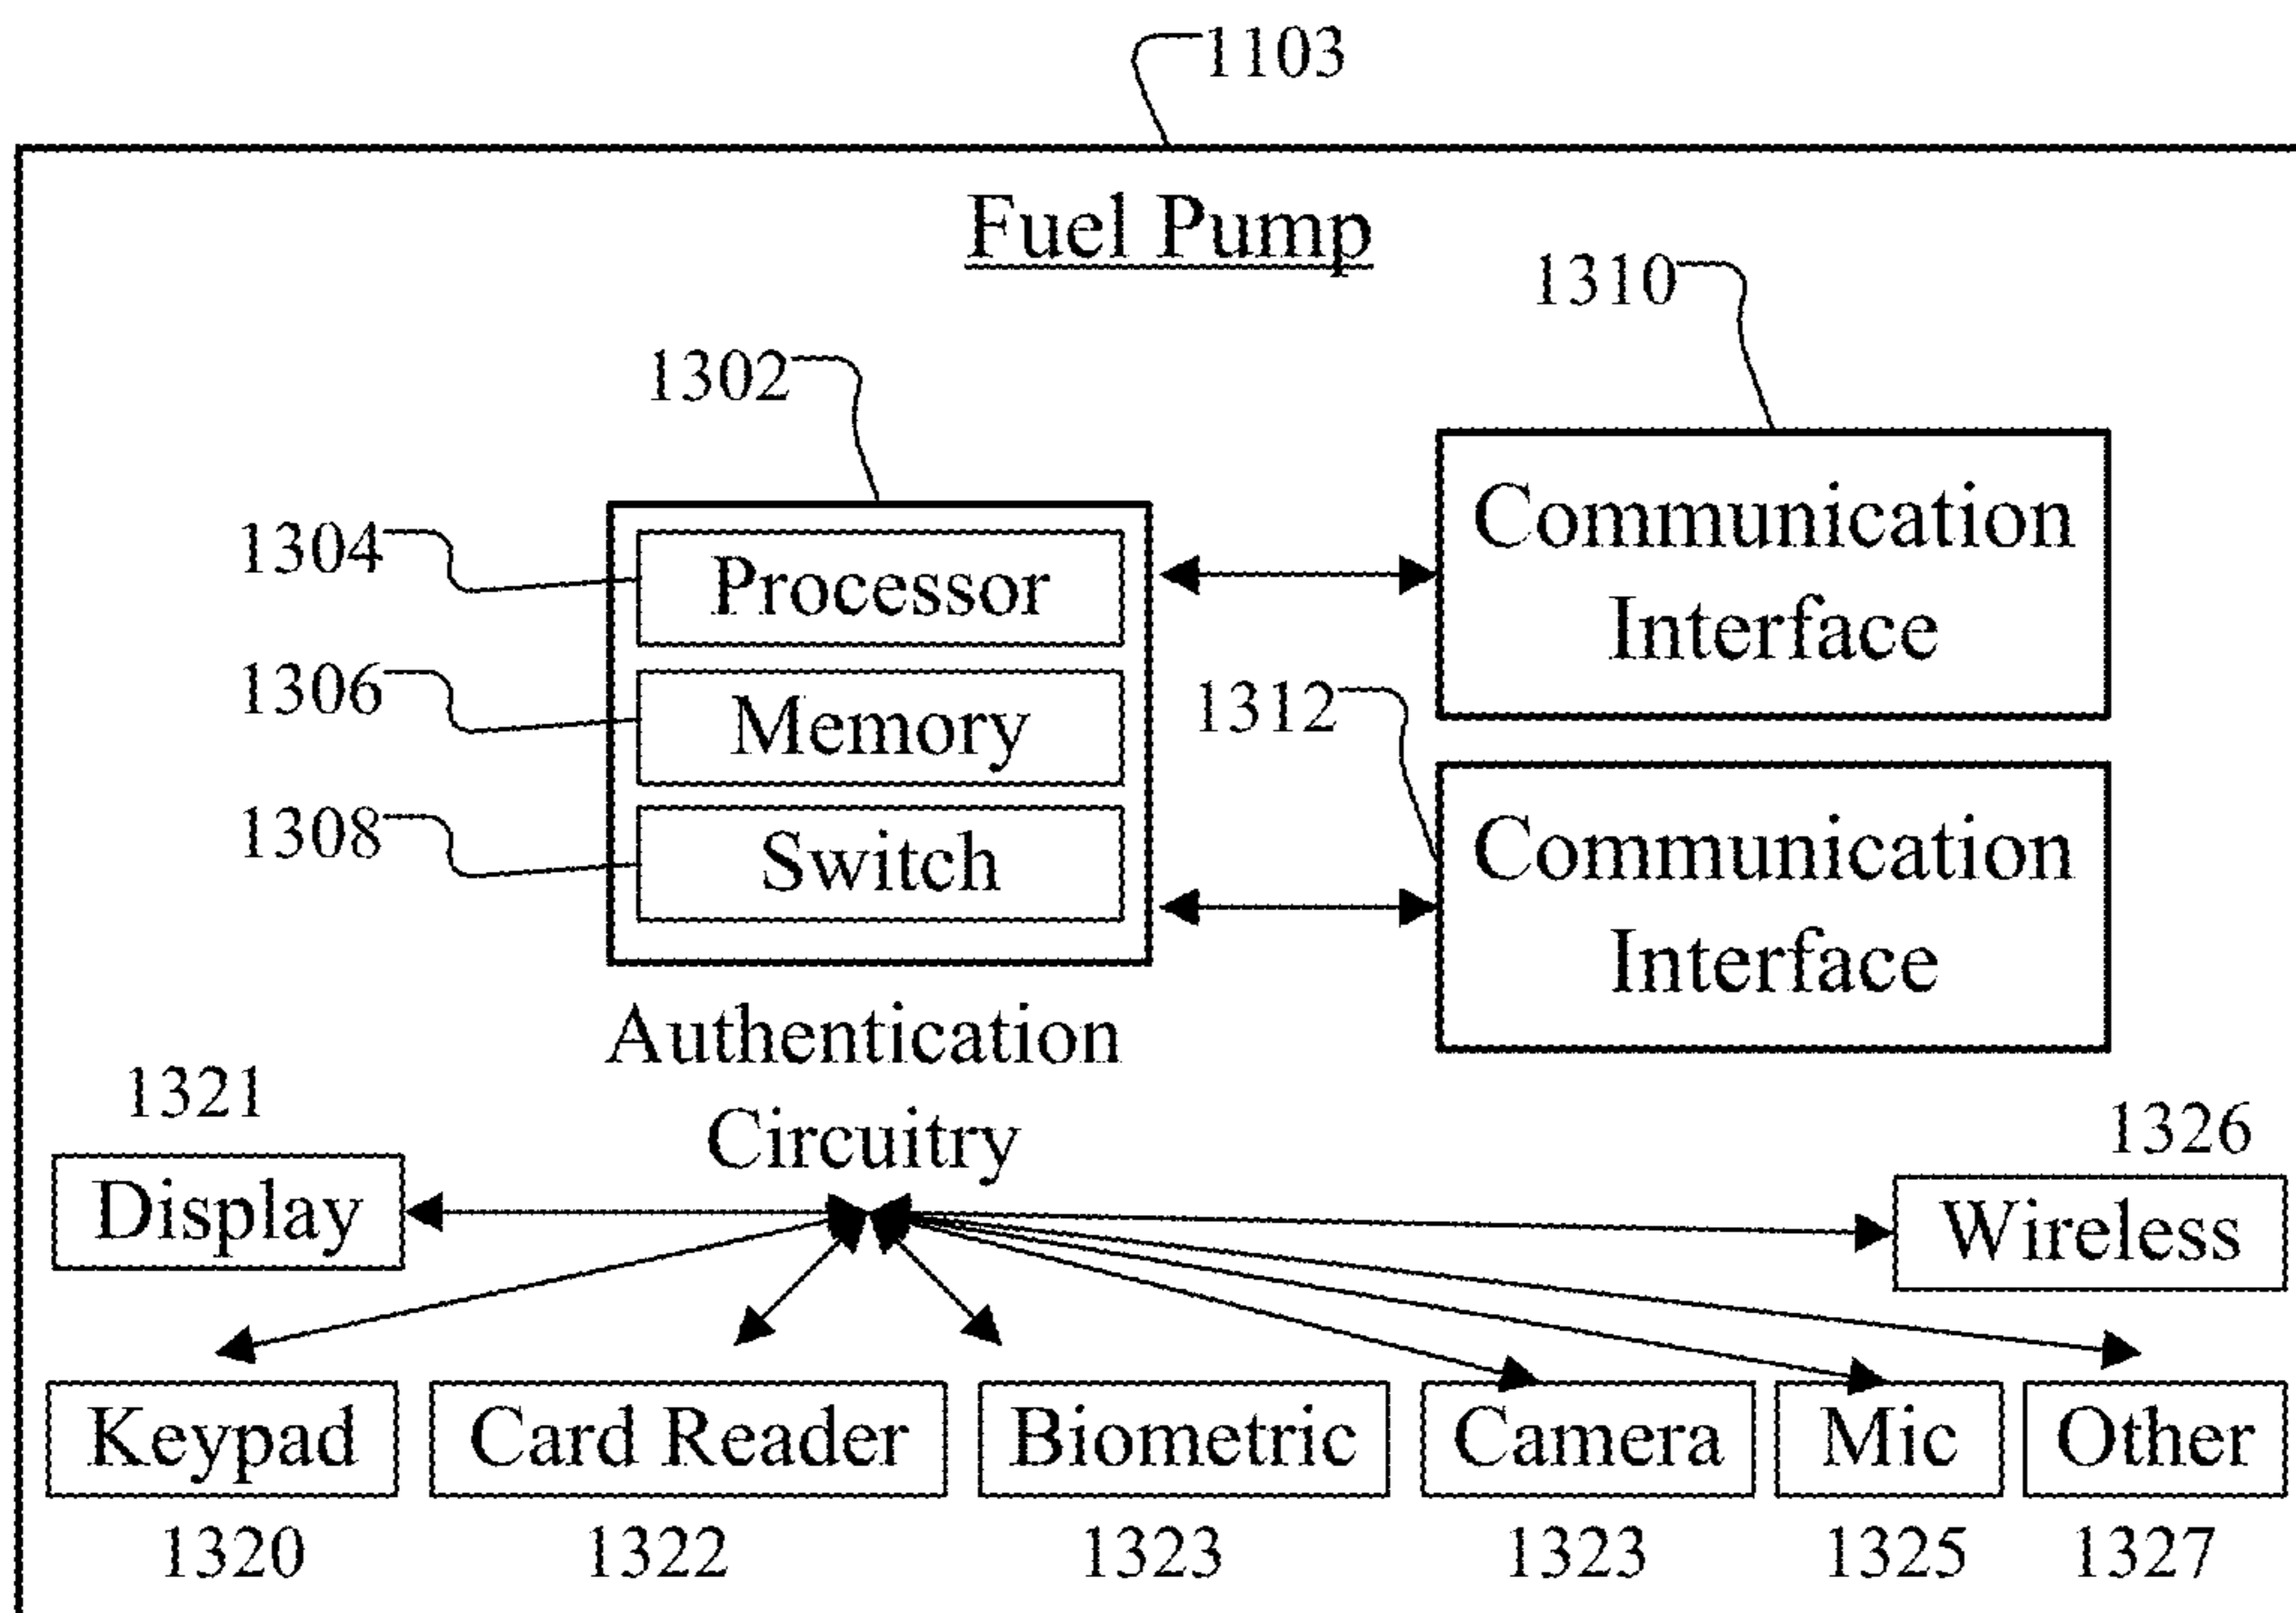 1103
Fuel Pump
1310
1302
Communication
Interface
1304
Processor
1306
Memory
1312
1308
Switch
Communication
Interface
Authentication
Circuitry
1321
Display
1326
Wireless
Keypad
Card Reader
Biometric
Camera
Mic
Other
1320
1322
1323
1323
1325
1327